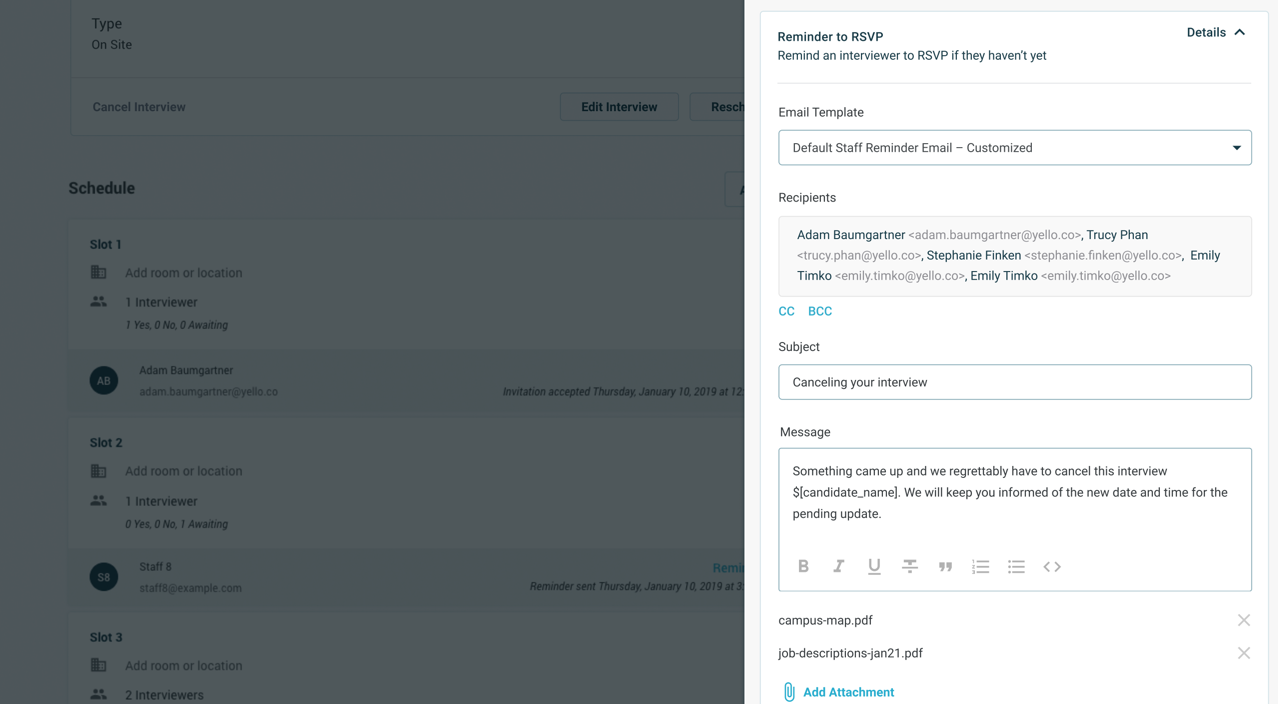 Type
On Site
Cancel Interview
Edit Interview
Resch
Schedule
A
Slot 1
Add room or location
1 Interviewer
1 Yes, 0 No, 0 Awaiting
AB
Adam Baumgartner
adam.baumgartner@yello.co
Invitation accepted Thursday, January 10, 2019 at 12:
Slot 2
Add room or location
1 Interviewer
0 Yes, 0 No, 1 Awaiting
S8
Staff 8
staff8@example.com
Remin
Reminder sent Thursday, January 10, 2019 at 3:
Slot 3
Add room or location
2 Interviewers
Reminder to RSVP
Details
Remind an interviewer to RSVP if they haven’t yet
Email Template
Default Staff Reminder Email – Customized
Recipients
Adam Baumgartner <adam.baumgartner@yello.co>, Trucy Phan
<trucy.phan@yello.co>, Stephanie Finken <stephanie.finken@yello.co>, Emily
Timko <emily.timko@yello.co>, Emily Timko <emily.timko@yello.co>
CC BCC
Subject
Canceling your interview
Message
Something came up and we regrettably have to cancel this interview
$[candidate_name]. We will keep you informed of the new date and time for the
pending update.
B I U S
campus-map.pdf
job-descriptions-jan21.pdf
Add Attachment